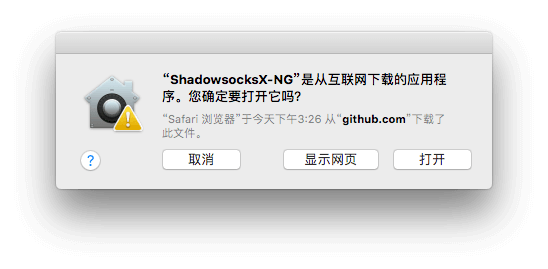 “ShadowsocksX-NG”是从互联网下载的应用程
序。您确定要打开它吗?
“Safari 浏览器”于今天下午3:26 从“github.com”下载了
此文件。
? 取消 显示网页 打开